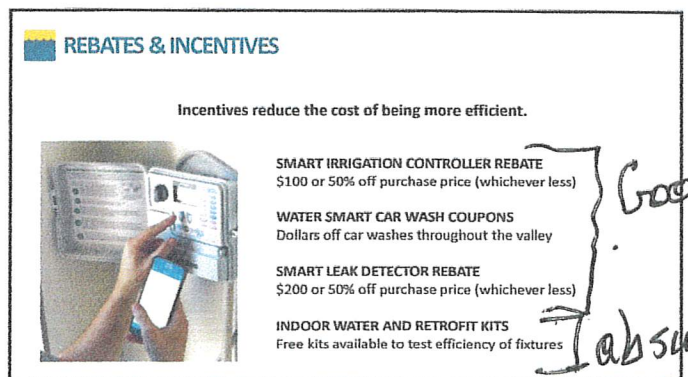 REBATES & INCENTIVES
Incentives reduce the cost of being more efficient.
SMART IRRIGATION CONTROLLER REBATE
$100 or 50% off purchase price (whichever less)
WATER SMART CAR WASH COUPONS
Dollars off car washes throughout the valley
SMART LEAK DETECTOR REBATE
$200 or 50% off purchase price (whichever less)
INDOOR WATER AND RETROFIT KITS
Free kits available to test efficiency of fixtures